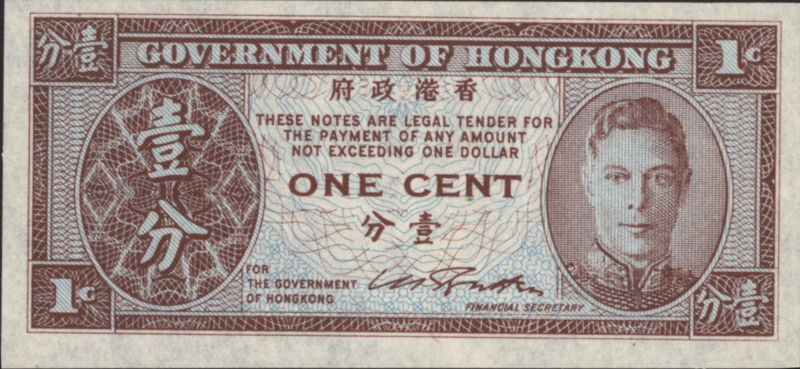 分壹
GOVERNMENT OF HONGKONG
1¢
府政港香
THESE NOTES ARE LEGAL TENDER FOR
THE PAYMENT OF ANY AMOUNT
NOT EXCEEDING ONE DOLLAR
壹
分
ONE CENT
分壹
FOR
THE GOVERNMENT
OF HONGKONG
FINANCIAL SECRETARY
1¢
分壹